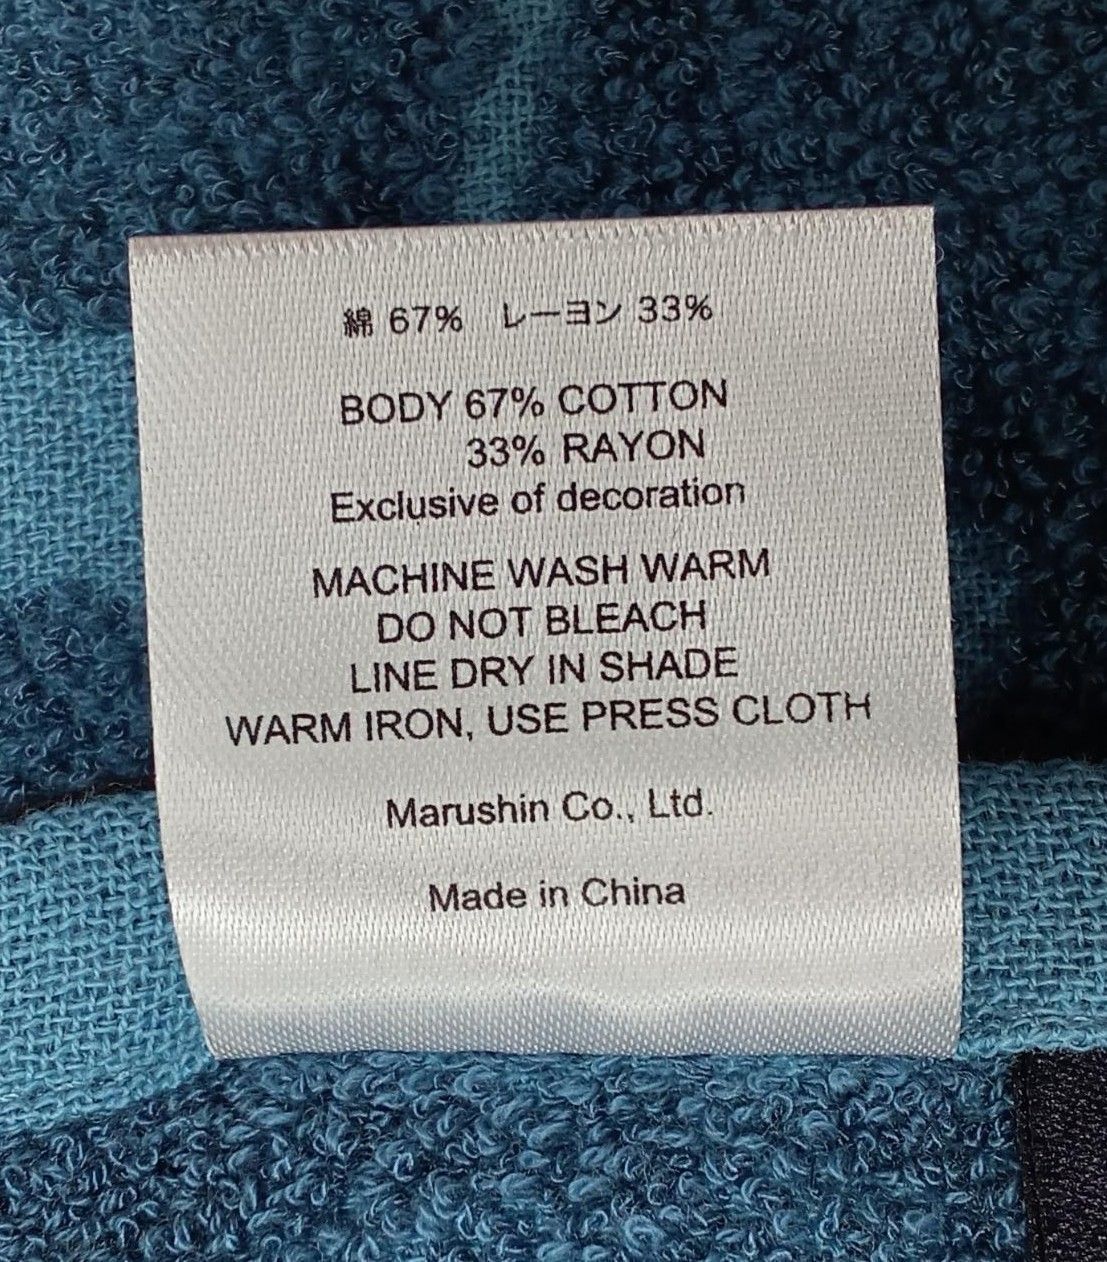 綿 67% レーヨン 33%
BODY 67% COTTON
33% RAYON
Exclusive of decoration
MACHINE WASH WARM
DO NOT BLEACH
LINE DRY IN SHADE
WARM IRON, USE PRESS CLOTH
Marushin Co., Ltd.
Made in China